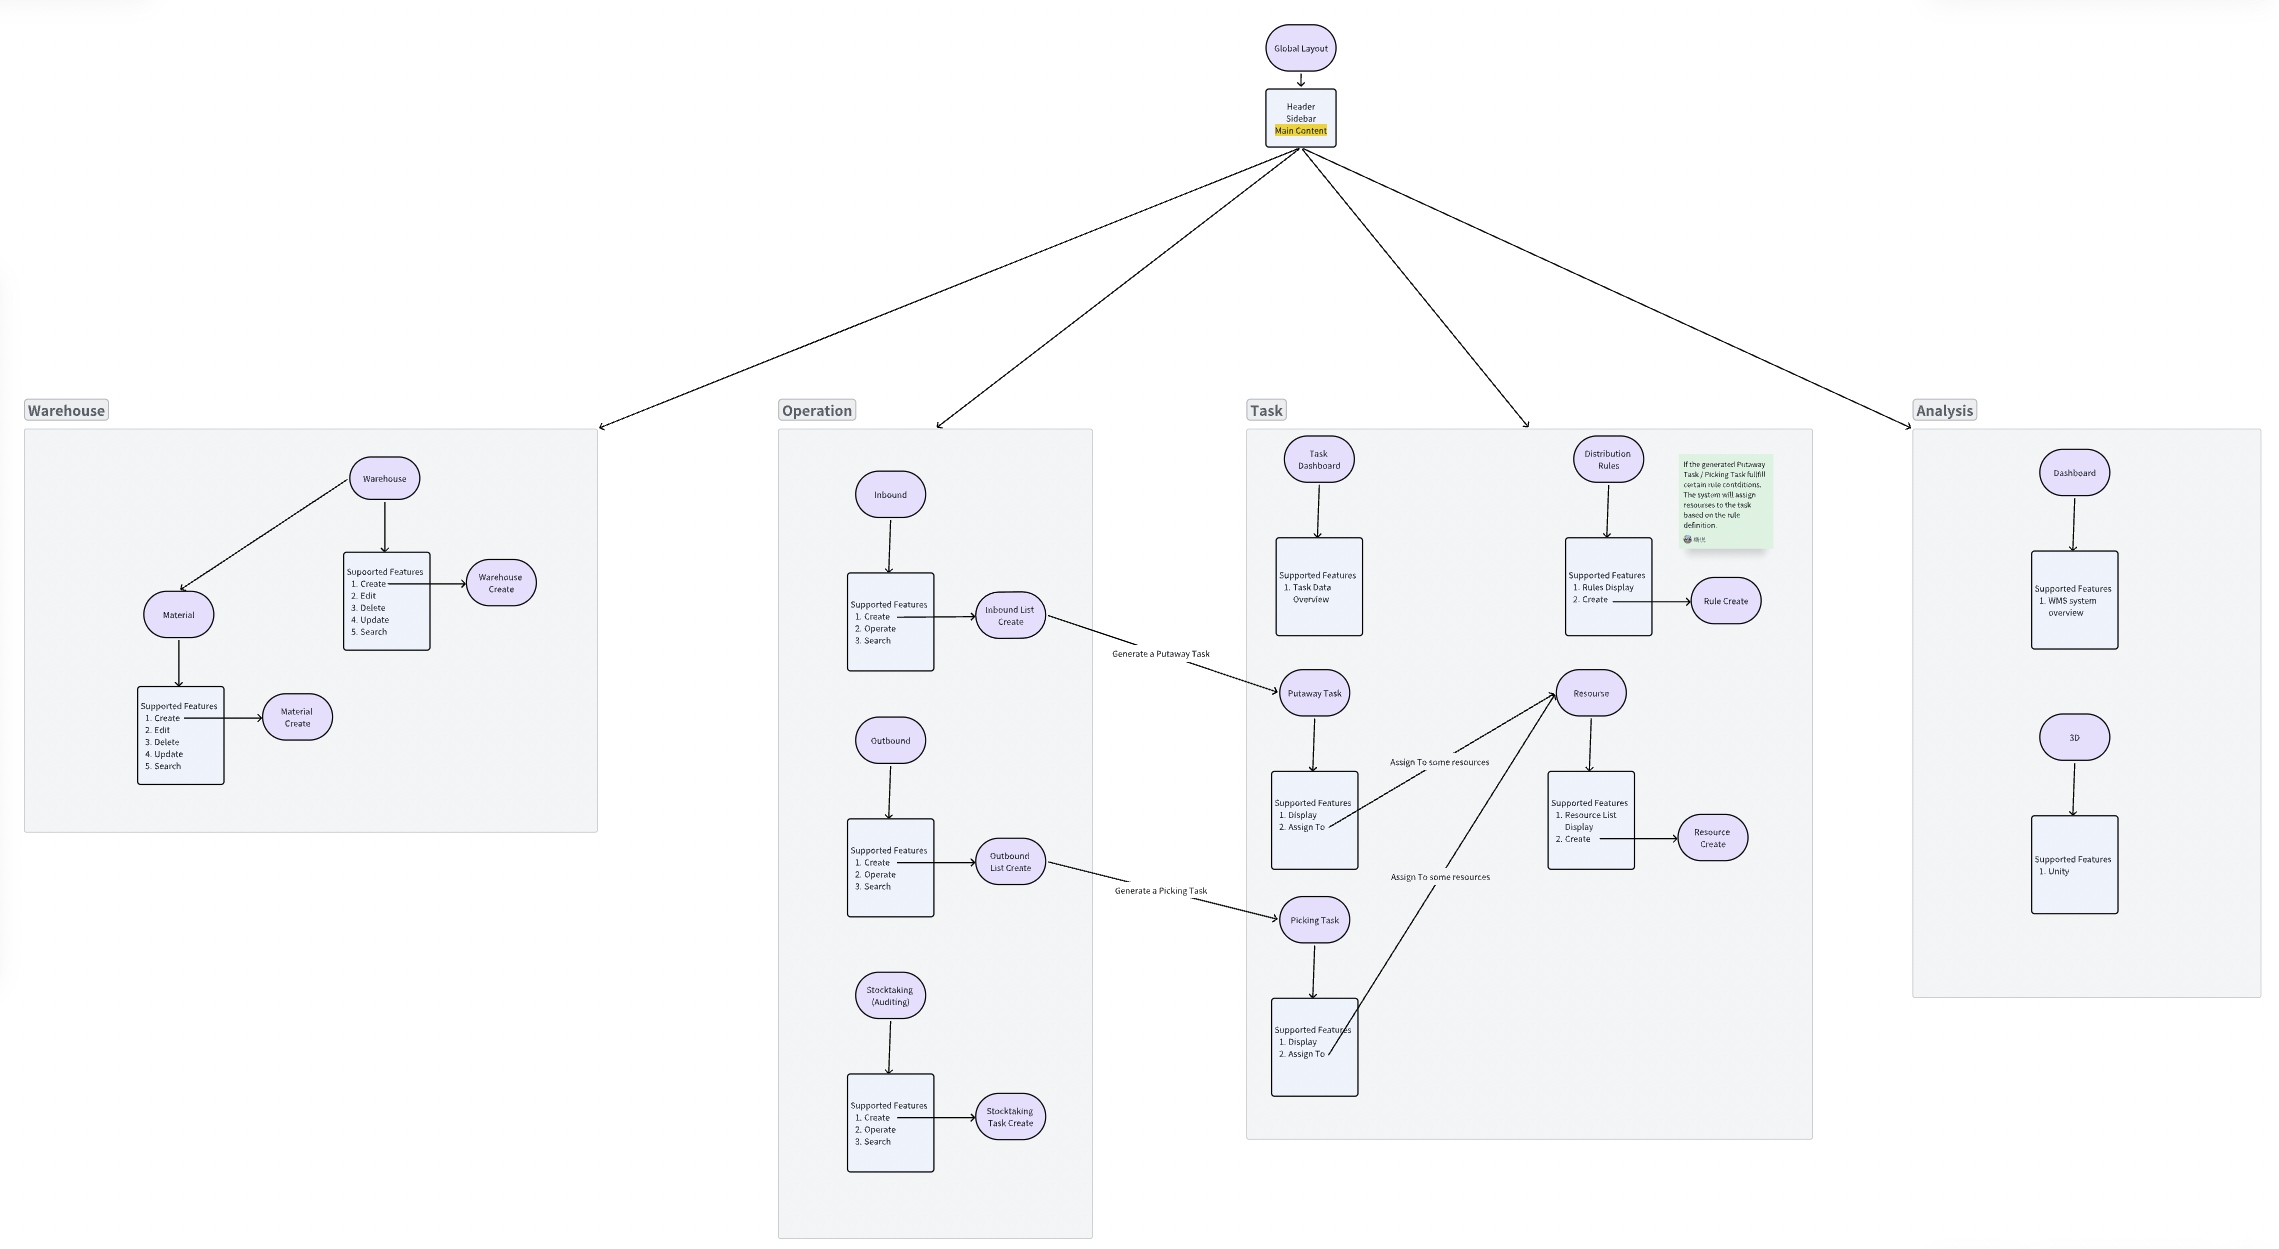 Global Layout
Header
Sidebar
Main Content
Warehouse
Warehouse
Supoorted Features
1. Create
2. Edit
3. Delete
4. Update
5. Search
Warehouse
Create
Material
Supported Features
1. Create
2. Edit
3. Delete
4. Update
5. Search
Material
Create
Operation
Inbound
Supported Features
1. Create
2. Operate
3. Search
Inbound List
Create
Generate a Putaway Task
Outbound
Supported Features
1. Create
2. Operate
3. Search
Outbound
List Create
Generate a Picking Task
Stocktaking
(Auditing)
Supported Features
1. Create
2. Operate
3. Search
Stocktaking
Task Create
Task
Task
Dashboard
Supported Features
1. Task Data
Overview
Distribution
Rules
Supported Features
1. Rules Display
2. Create
Rule Create
If the generated Putaway
Task / Picking Task fullfill
certain rule contditions.
The system will assign
resourses to the task
based on the rule
definition.
Putaway Task
Supported Features
1. Display
2. Assign To
Assign To some resources
Resourse
Supported Features
1. Resource List
Display
2. Create
Resource
Create
Assign To some resources
Picking Task
Supported Features
1. Display
2. Assign To
Analysis
Dashboard
Supported Features
1. WMS system
overview
3D
Supported Features
1. Unity